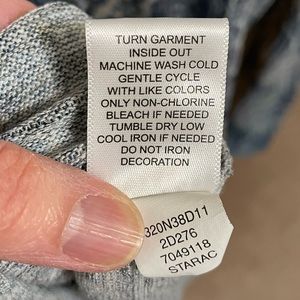 TURN GARMENT
INSIDE OUT
MACHINE WASH COLD
GENTLE CYCLE
WITH LIKE COLORS
ONLY NON-CHLORINE
BLEACH IF NEEDED
TUMBLE DRY LOW
COOL IRON IF NEEDED
DO NOT IRON
DECORATION
320N38D11
2D276
7049118
STARAC